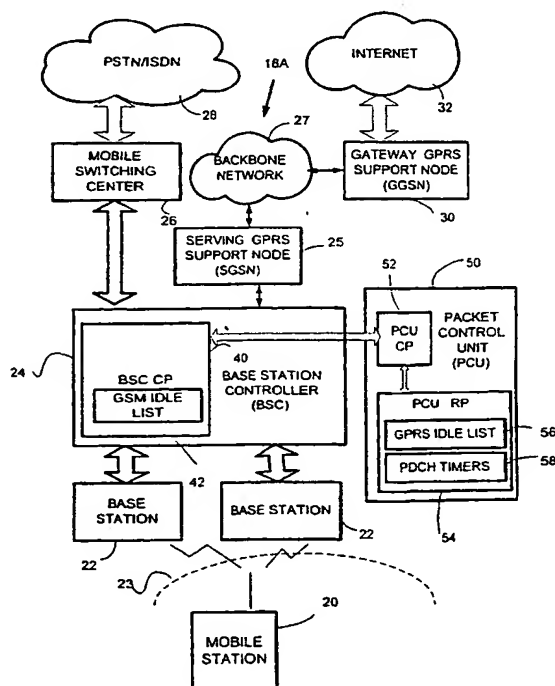 PSTN/ISDN
28
INTERNET
32
16A
27
BACKBONE
NETWORK
MOBILE
SWITCHING
CENTER
26
GATEWAY GPRS
SUPPORT NODE
(GGSN)
30
SERVING GPRS
SUPPORT NODE
(SGSN)
25
50
52
PCU
CP
PACKET
CONTROL
UNIT
(PCU)
24
40
BSC CP
GSM IDLE
LIST
BASE STATION
CONTROLLER
(BSC)
42
PCU RP
GPRS IDLE LIST
56
PDCH TIMERS
58
54
BASE
STATION
22
BASE STATION
22
23
20
MOBILE
STATION